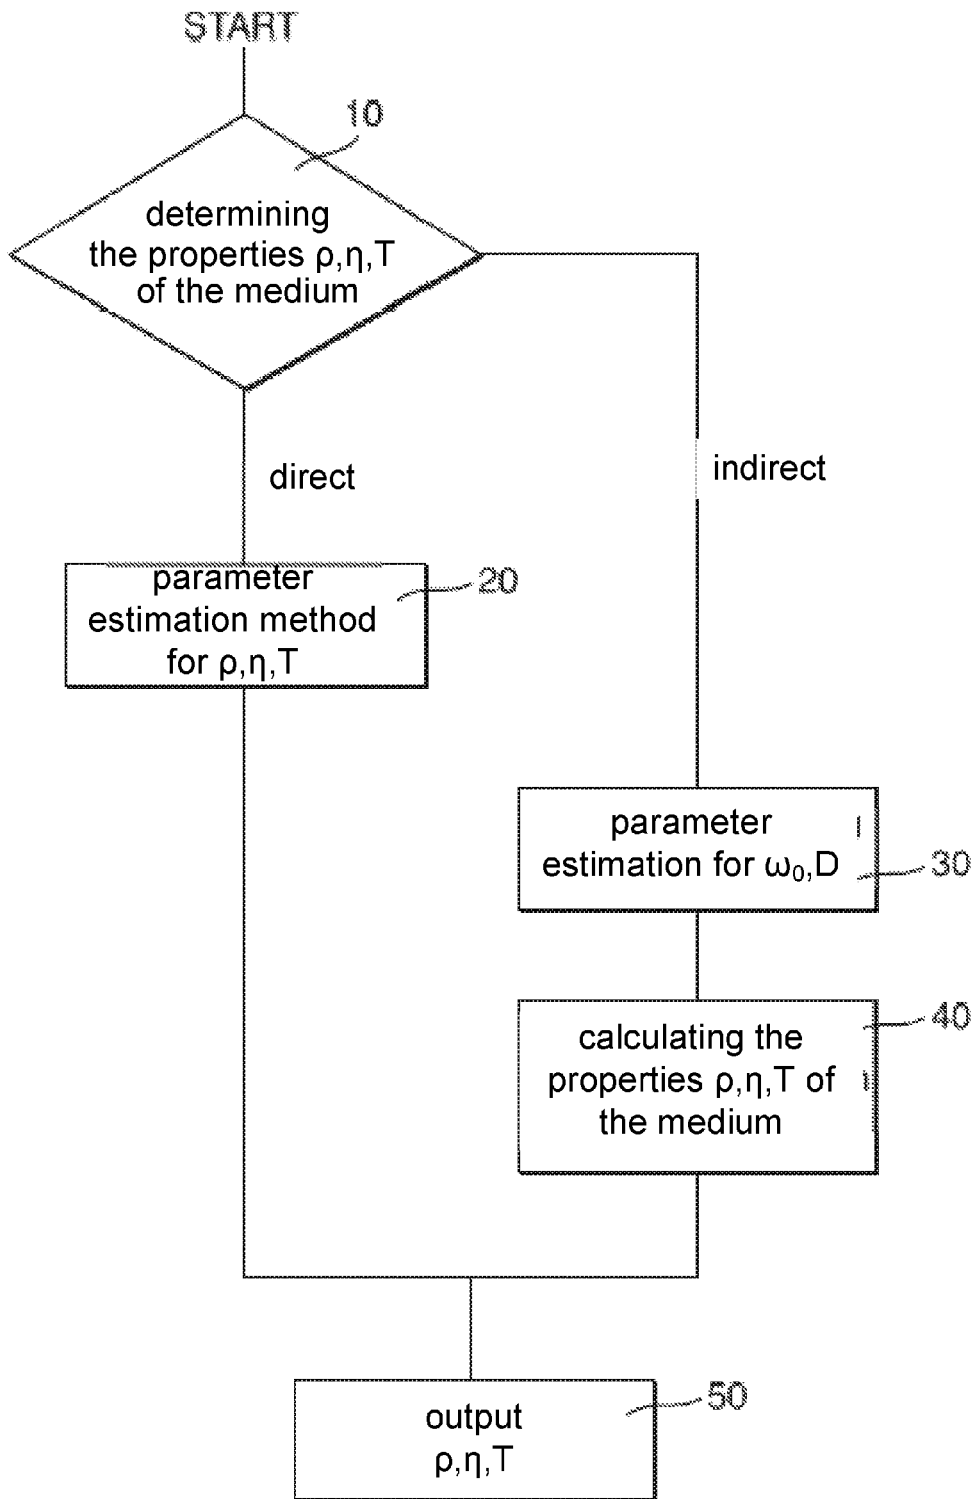 START
10
determining
the properties ρ,η,T
of the medium
direct
indirect
parameter
estimation method
for ρ,η,T
20
parameter
estimation for ω₀,D
30
calculating the
properties ρ,η,T of
the medium
40
output
ρ,η,T
50